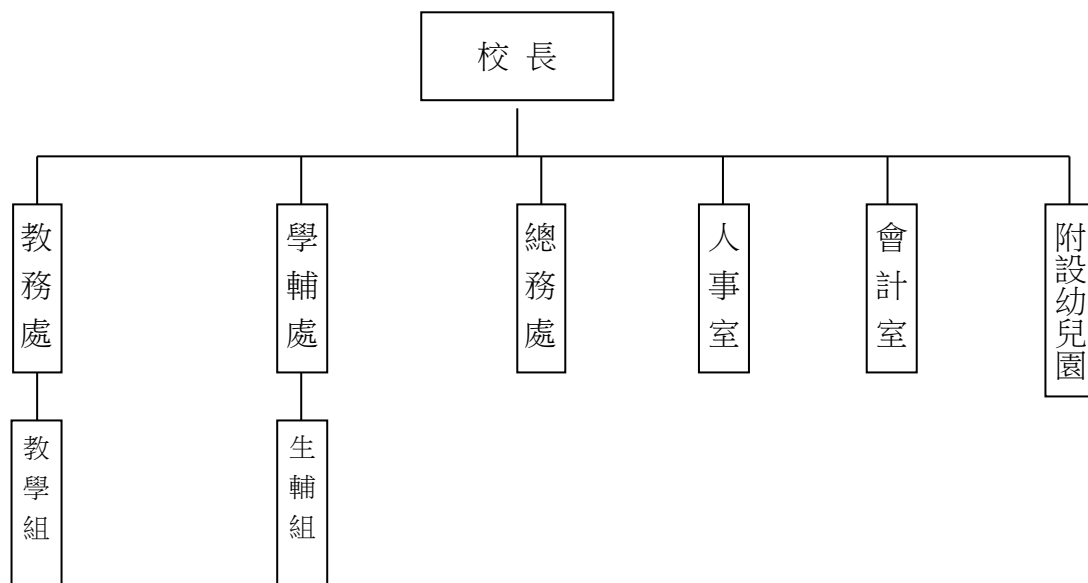 校 長
教務處
學輔處
總務處
人事室
會計室
附設幼兒園
教學組
生輔組